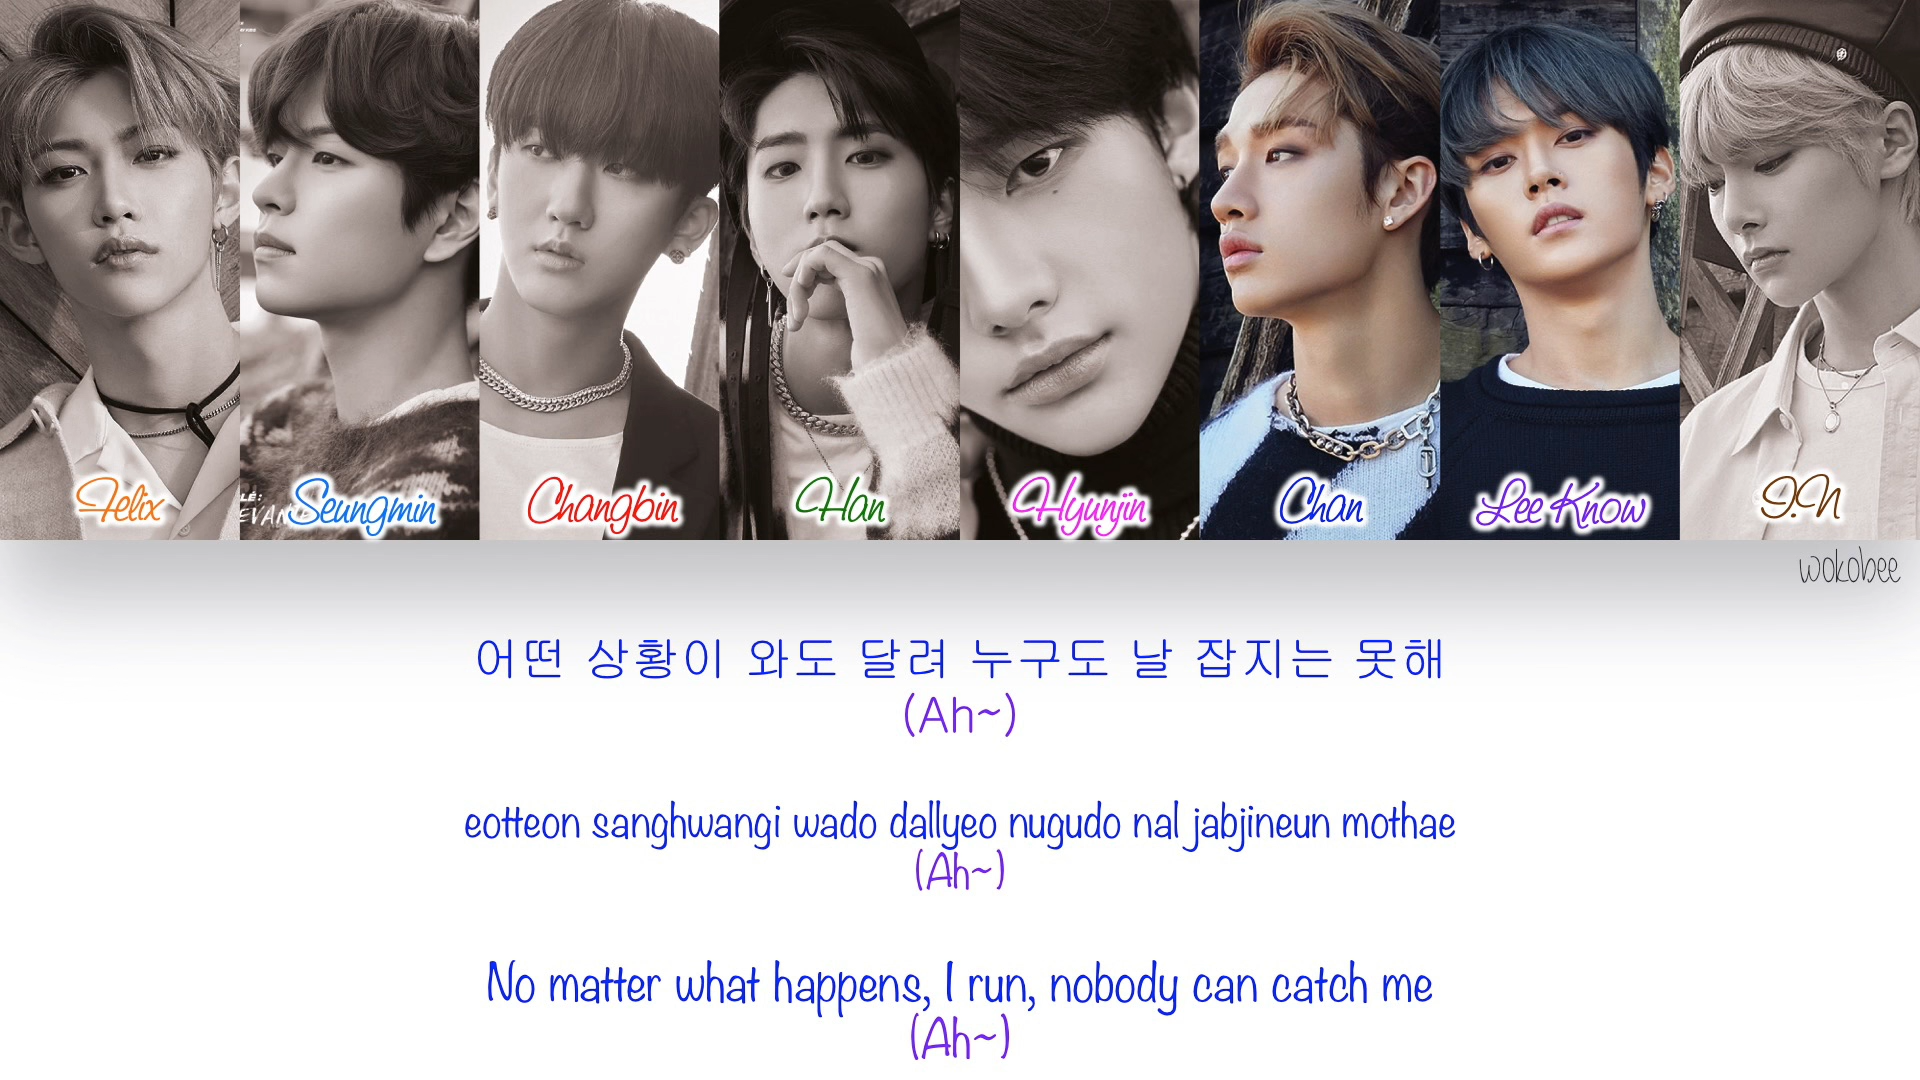 LÉ:
EVAN
Felix
Seungmin
Changbin
Han
Hyunjin
Chan
Lee Know
I.N
wokobee
어떤 상황이 와도 달려 누구도 날 잡지는 못해
(Ah~)
eotteon sanghwangi wado dallyeo nugudo nal jabjineun mothae
(Ah~)
No matter what happens, I run, nobody can catch me
(Ah~)